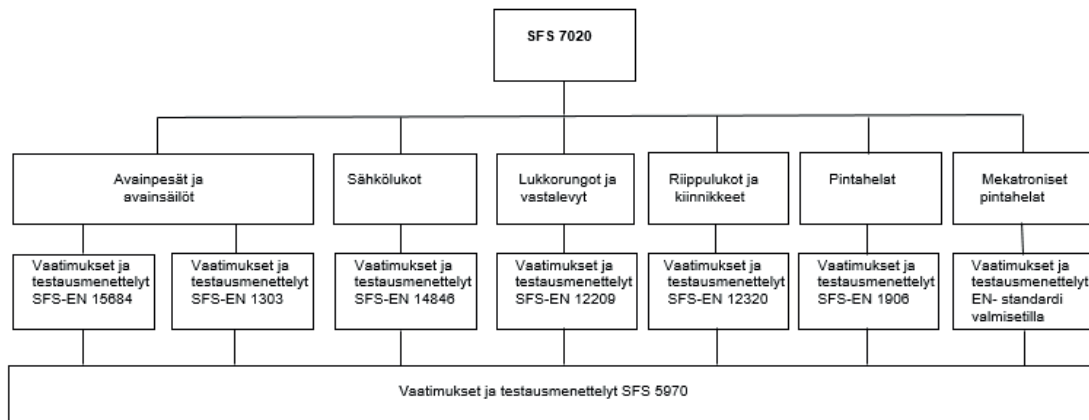 SFS 7020
Avainpesät ja
avainsäilöt
Sähkölukot
Lukkorungot ja
vastalevyt
Riippulukot ja
kiinnikkeet
Pintahelat
Mekatroniset
pintahelat
Vaatimukset ja
testausmenettelyt
SFS-EN 15684
Vaatimukset ja
testausmenettelyt
SFS-EN 1303
Vaatimukset ja
testausmenettelyt
SFS-EN 14846
Vaatimukset ja
testausmenettelyt
SFS-EN 12209
Vaatimukset ja
testausmenettelyt
SFS-EN 12320
Vaatimukset ja
testausmenettelyt
SFS-EN 1906
Vaatimukset ja
testausmenettelyt
EN- standardi
valmisetilla
Vaatimukset ja testausmenettelyt SFS 5970